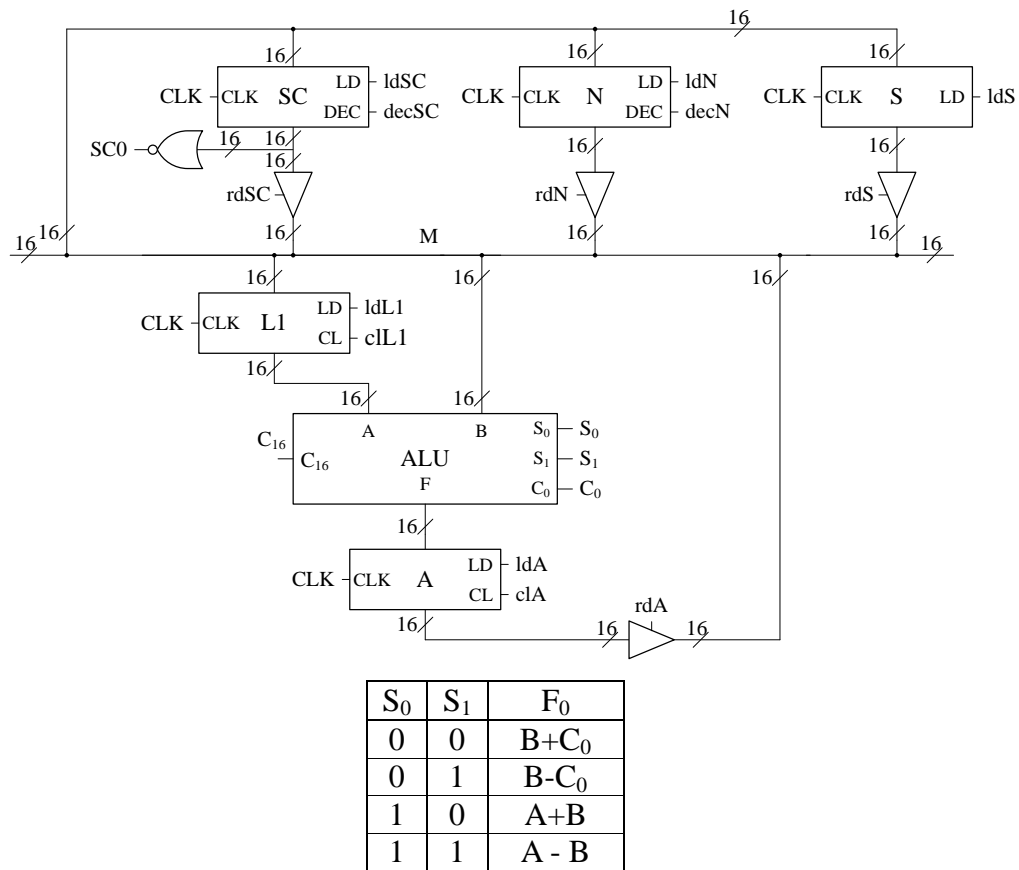 16
16 16 16
LD ldSC LD ldN
CLK CLK SC CLK CLK N CLK CLK S LD ldS
DEC decSC DEC decN
16 16 16 16
SC0 16
rdSC rdN rdS
16 16 16 16
16 M 16
16 16 16
LD ldL1
CLK CLK L1
CL clL1
16
16 16
A B S₀ S₀
C₁₆ C₁₆ ALU S₁ S₁
F C₀ C₀
16
LD ldA
CLK CLK A
CL clA
16 rdA
16 16
S₀ S₁ F₀
0 0 B+C₀
0 1 B-C₀
1 0 A+B
1 1 A - B